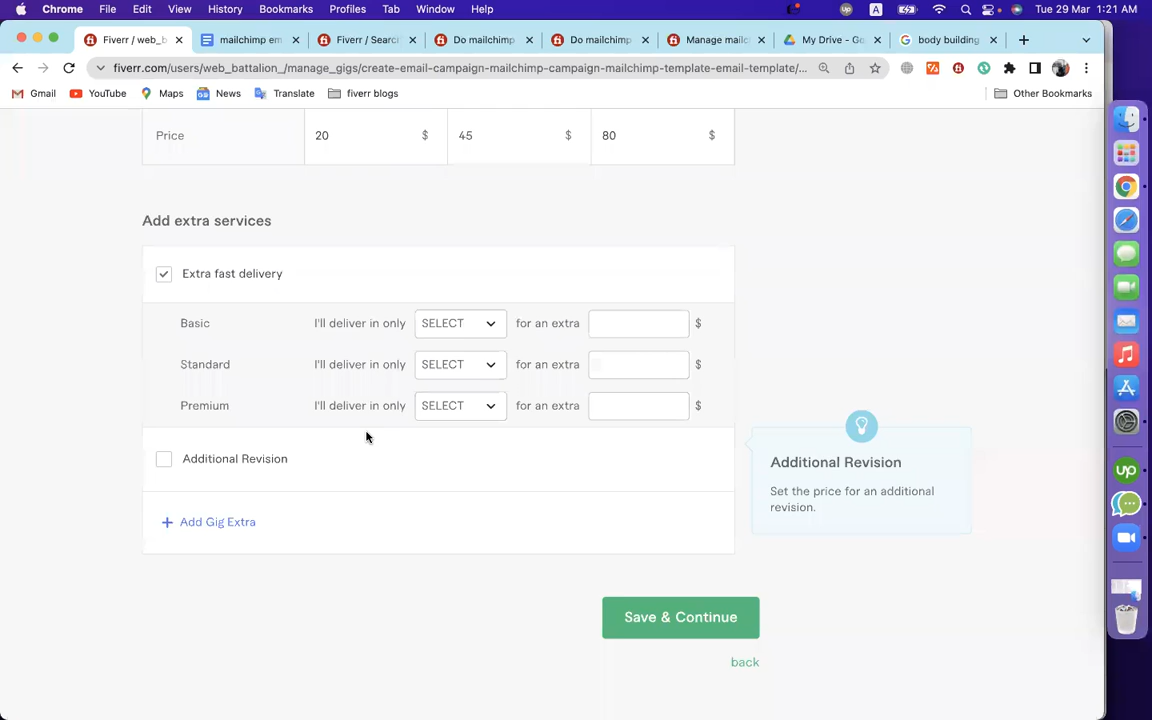 Chrome File Edit View History Bookmarks Profiles Tab Window Help
up A Tue 29 Mar 1:21 AM
Fiverr / web_b
mailchimp em
Fiverr / Searc
Do mailchimp
Do mailchimp
Manage mailc
My Drive - Go
body building
fiverr.com/users/web_battalion_/manage_gigs/create-email-campaign-mailchimp-campaign-mailchimp-template-email-template/...
Gmail YouTube Maps News Translate fiverr blogs Other Bookmarks
Price 20 $ 45 $ 80 $
Add extra services
Extra fast delivery
Basic I'll deliver in only SELECT for an extra $
Standard I'll deliver in only SELECT for an extra $
Premium I'll deliver in only SELECT for an extra $
Additional Revision
Additional Revision
Set the price for an additional
revision.
+ Add Gig Extra
Save & Continue
back
up